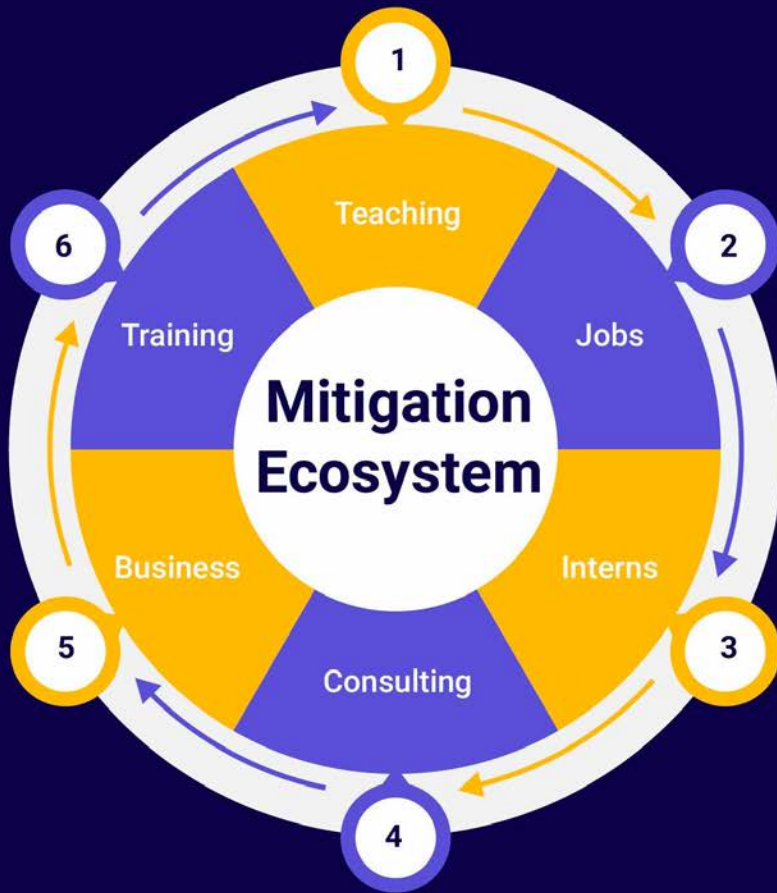 1
Teaching
2
Jobs
3
Interns
4
Consulting
5
Business
6
Training
Mitigation
Ecosystem